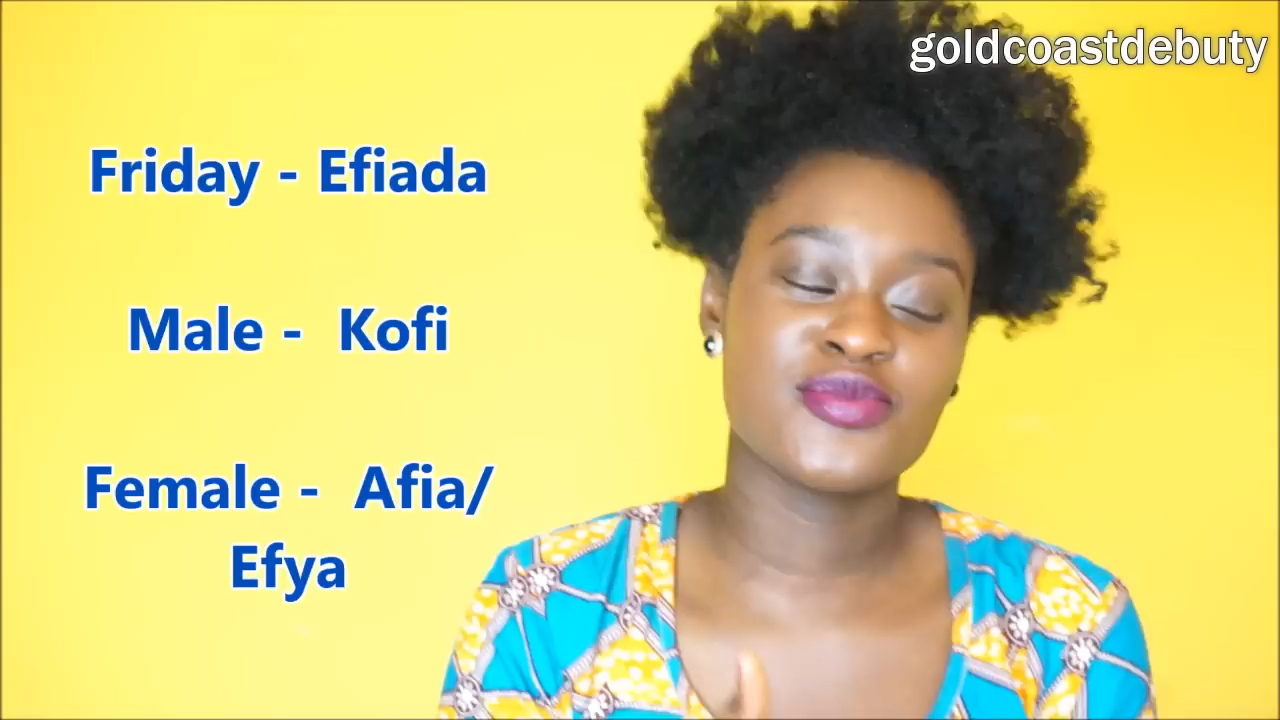 goldcoastdebuty
Friday - Efiada
Male - Kofi
Female - Afia/
Efya